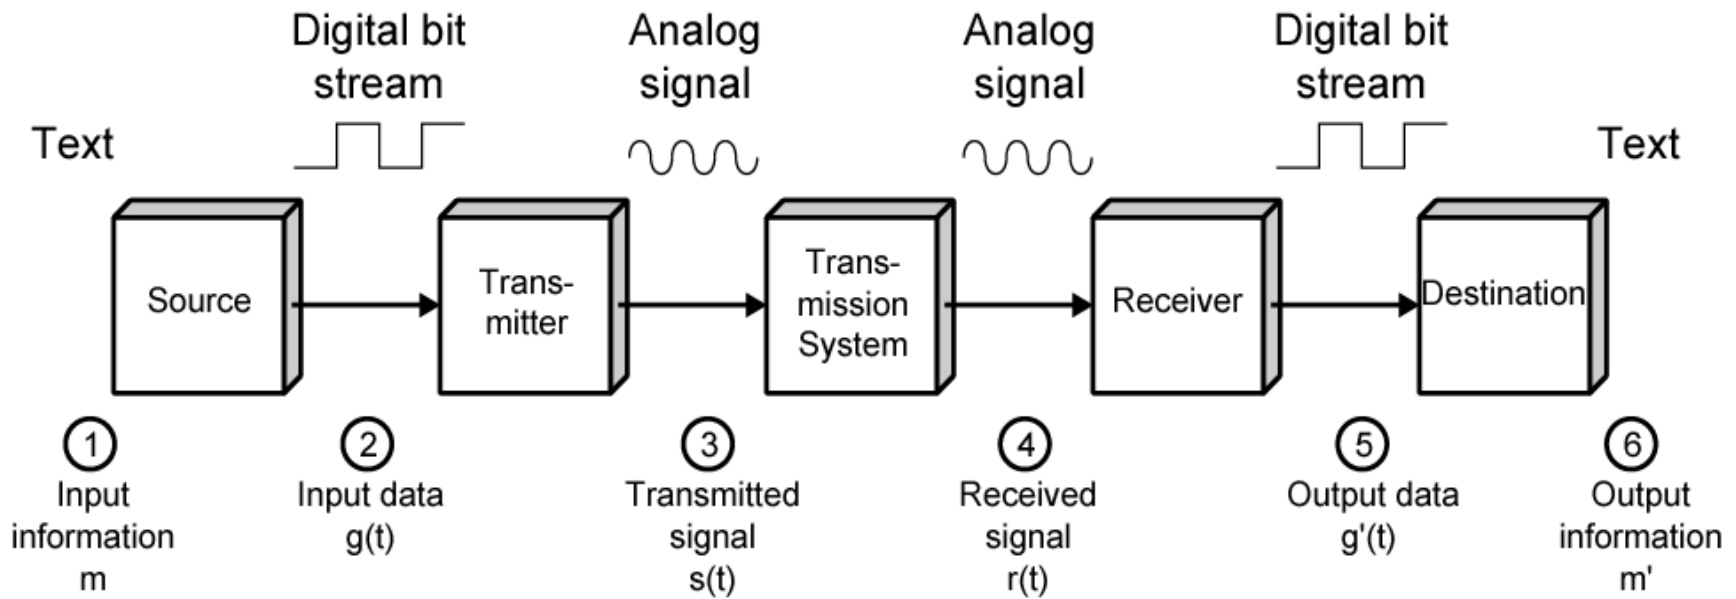 Digital bit
stream
Analog
signal
Analog
signal
Digital bit
stream
Text
Text
Source
Trans-
mitter
Trans-
mission
System
Receiver
Destination
1
Input
information
m
2
Input data
g(t)
3
Transmitted
signal
s(t)
4
Received
signal
r(t)
5
Output data
g'(t)
6
Output
information
m'